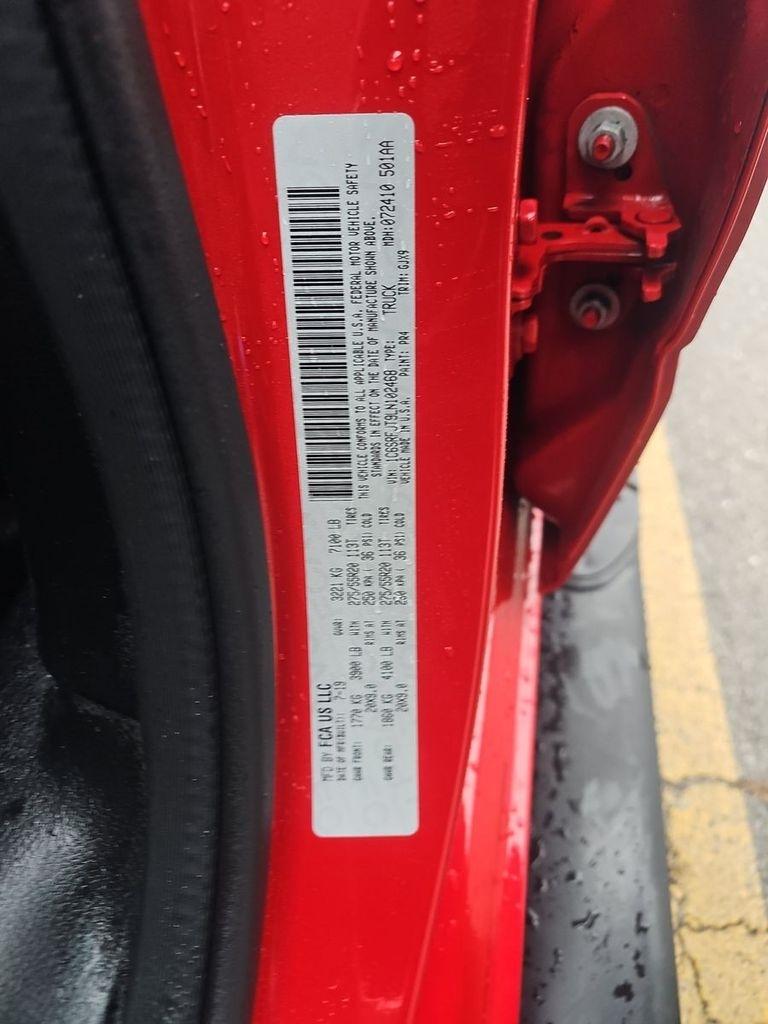 MFD BY FCA US LLC
DATE OF MFR(BUILT): 7-19 GVWR: 3221 KG 7100 LB
GAWR FRONT: 1770 KG 3900 LB WITH 275/55R20 113T TIRES
20X9.0 RIMS AT 250 KPA ( 36 PSI) COLD
GAWR REAR: 1860 KG 4100 LB WITH 275/55R20 113T TIRES
20X9.0 RIMS AT 250 KPA ( 36 PSI) COLD
THIS VEHICLE CONFORMS TO ALL APPLICABLE U.S.A. FEDERAL MOTOR VEHICLE SAFETY
STANDARDS IN EFFECT ON THE DATE OF MANUFACTURE SHOWN ABOVE.
VIN: 1C6SRFJT9LN102468 TYPE: TRUCK MDH:072410 501AA
VEHICLE MADE IN U.S.A. PAINT: PR4 TRIM: GJX9